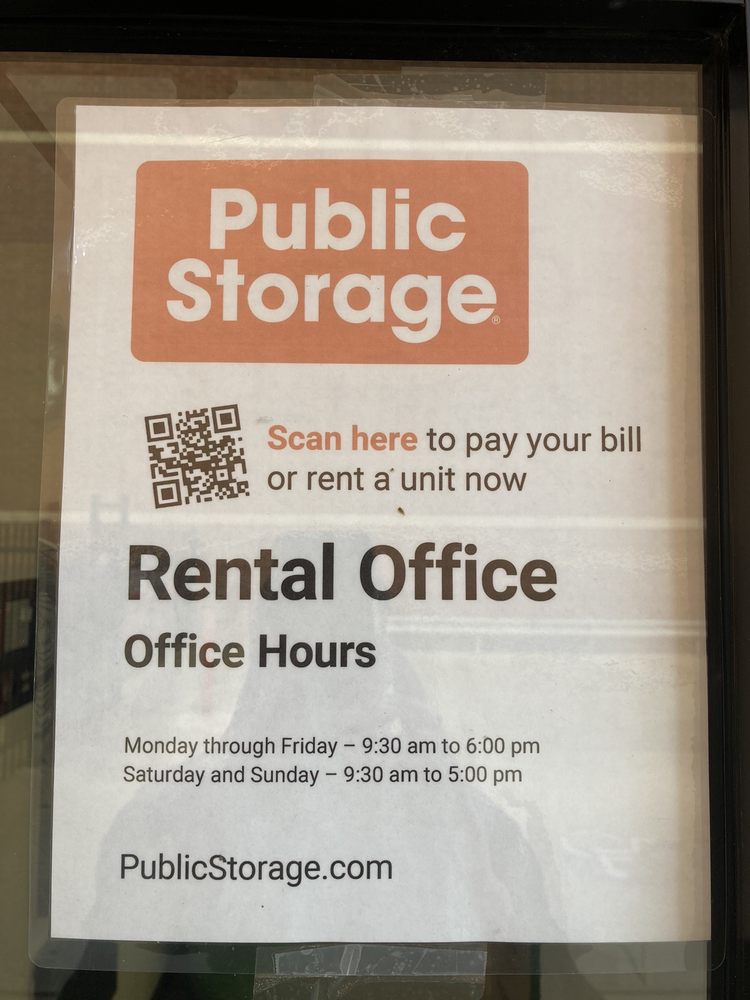 Public
Storage®
Scan here to pay your bill
or rent a unit now
Rental Office
Office Hours
Monday through Friday – 9:30 am to 6:00 pm
Saturday and Sunday – 9:30 am to 5:00 pm
PublicStorage.com